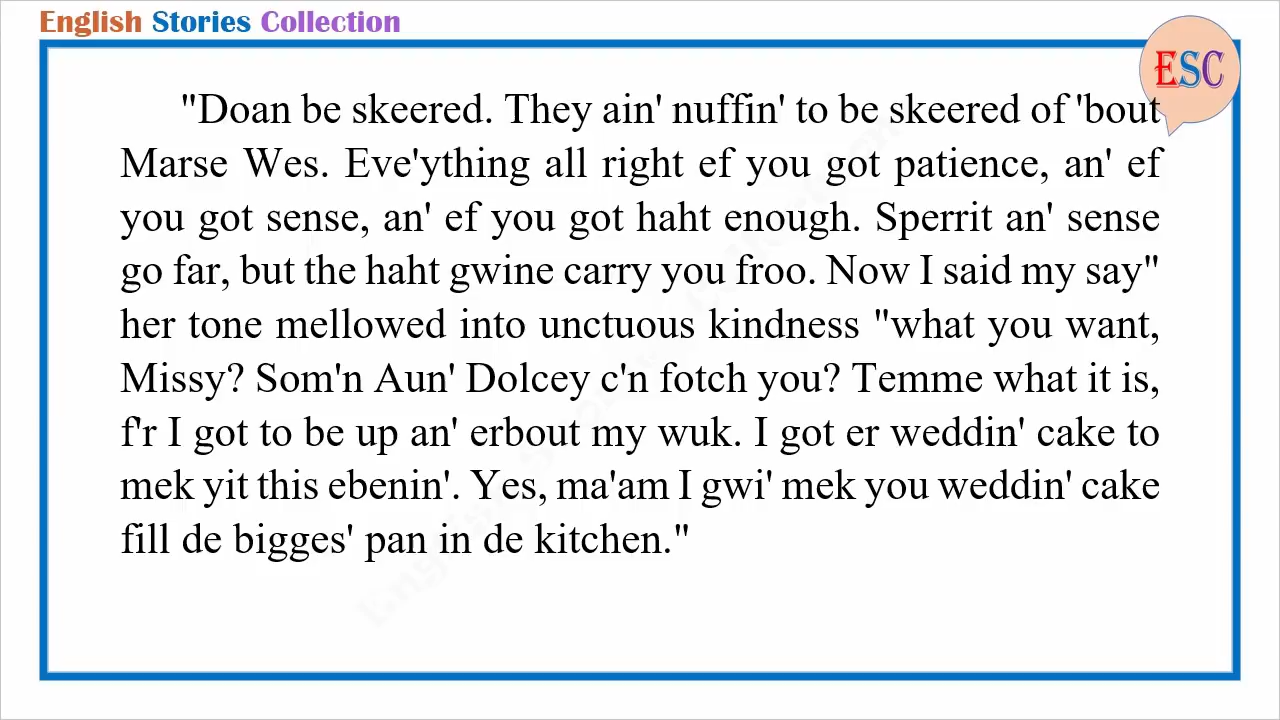 English Stories Collection
ESC
"Doan be skeered. They ain' nuffin' to be skeered of 'bout
Marse Wes. Eve'ything all right ef you got patience, an' ef
you got sense, an' ef you got haht enough. Sperrit an' sense
go far, but the haht gwine carry you froo. Now I said my say"
her tone mellowed into unctuous kindness "what you want,
Missy? Som'n Aun' Dolcey c'n fotch you? Temme what it is,
f'r I got to be up an' erbout my wuk. I got er weddin' cake to
mek yit this ebenin'. Yes, ma'am I gwi' mek you weddin' cake
fill de bigges' pan in de kitchen."